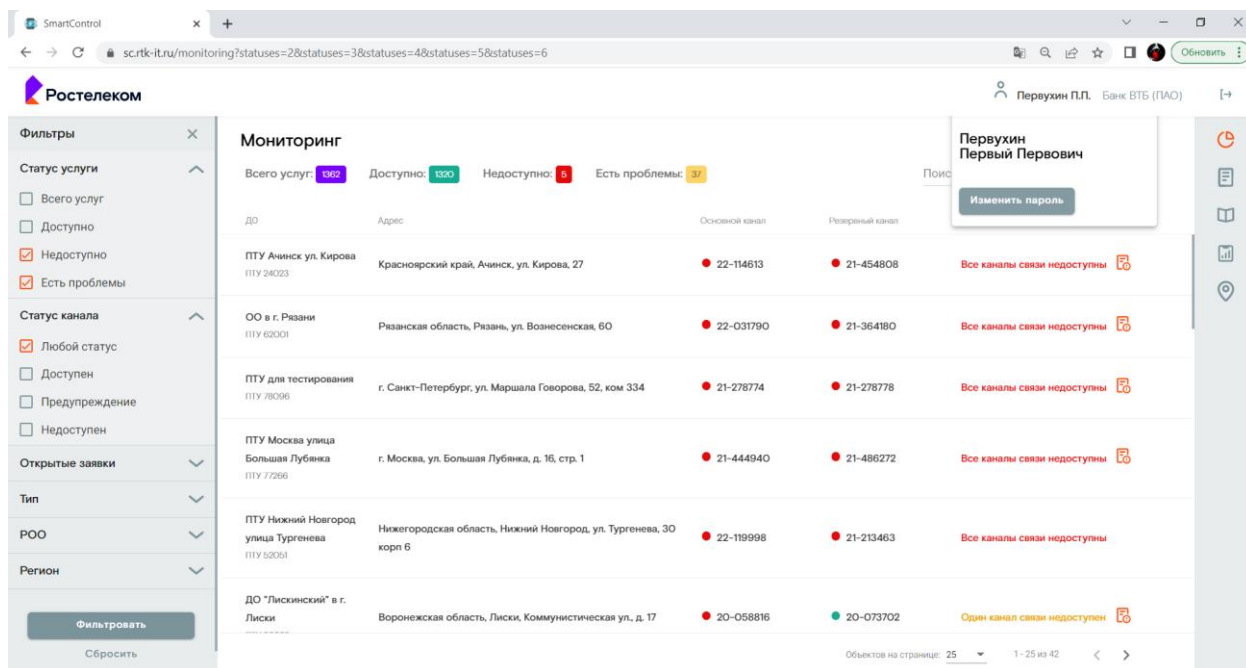 SmartControl
sc.rtk-it.ru/monitoring?statuses=2&statuses=3&statuses=4&statuses=5&statuses=6
Обновить
Ростелеком
Первухин П.П. Банк ВТБ (ПАО)
Фильтры
Статус услуги
Всего услуг
Доступно
Недоступно
Есть проблемы
Статус канала
Любой статус
Доступен
Предупреждение
Недоступен
Открытые заявки
Тип
РОО
Регион
Фильтровать
Сбросить
Мониторинг
Всего услуг: 1362 Доступно: 1320 Недоступно: 5 Есть проблемы: 37
Поис
Первухин
Первый Первович
Изменить пароль
ДО Адрес Основной канал Резервный канал
ПТУ Ачинск ул. Кирова
ПТУ 24023
Красноярский край, Ачинск, ул. Кирова, 27
22-114613
21-454808
Все каналы связи недоступны
ОО в г. Рязани
ПТУ 62001
Рязанская область, Рязань, ул. Вознесенская, 60
22-031790
21-364180
Все каналы связи недоступны
ПТУ для тестирования
ПТУ 78096
г. Санкт-Петербург, ул. Маршала Говорова, 52, ком 334
21-278774
21-278778
Все каналы связи недоступны
ПТУ Москва улица
Большая Лубянка
ПТУ 77266
г. Москва, ул. Большая Лубянка, д. 16, стр. 1
21-444940
21-486272
Все каналы связи недоступны
ПТУ Нижний Новгород
улица Тургенева
ПТУ 52051
Нижегородская область, Нижний Новгород, ул. Тургенева, 30
корп 6
22-119998
21-213463
Все каналы связи недоступны
ДО "Лискинский" в г.
Лиски
Воронежская область, Лиски, Коммунистическая ул., д. 17
20-058816
20-073702
Один канал связи недоступен
Объектов на странице: 25 1 - 25 из 42